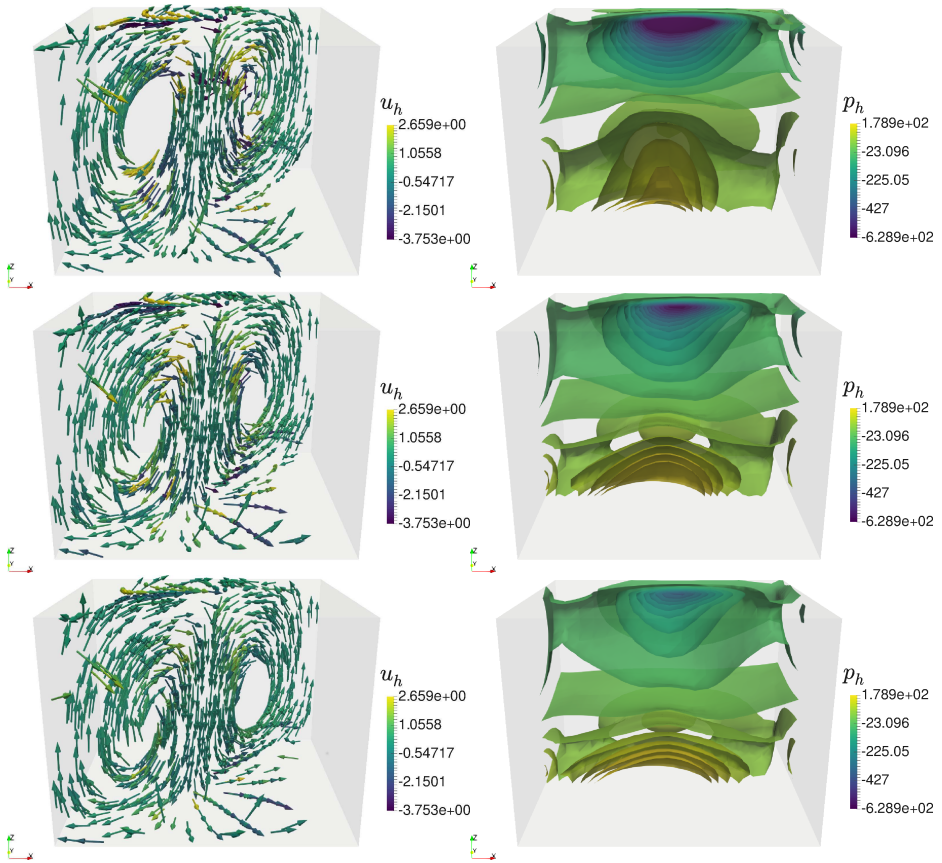 u_h
2.659e+00
1.0558
-0.54717
-2.1501
-3.753e+00
Z
Y
X
p_h
1.789e+02
-23.096
-225.05
-427
-6.289e+02
Z
Y
X
u_h
2.659e+00
1.0558
-0.54717
-2.1501
-3.753e+00
Z
Y
X
p_h
1.789e+02
-23.096
-225.05
-427
-6.289e+02
Z
Y
X
u_h
2.659e+00
1.0558
-0.54717
-2.1501
-3.753e+00
Z
Y
X
p_h
1.789e+02
-23.096
-225.05
-427
-6.289e+02
Z
Y
X